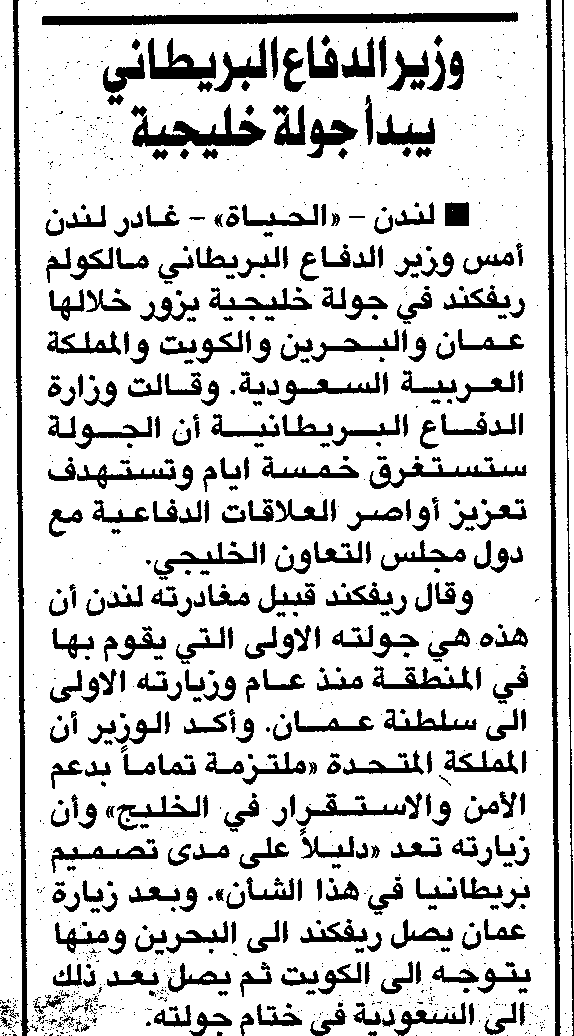 وزير الدفاع البريطاني
يبدأ جولة خليجية
■ لندن - «الحياة» - غادر لندن
أمس وزير الدفاع البريطاني مالكولم
ريفكند في جولة خليجية يزور خلالها
عمان والبحرين والكويت والمملكة
العربية السعودية. وقالت وزارة
الدفاع البريطانية أن الجولة
ستستغرق خمسة ايام وتستهدف
تعزيز أواصر العلاقات الدفاعية مع
دول مجلس التعاون الخليجي.
وقال ريفكند قبيل مغادرته لندن أن
هذه هي جولته الاولى التي يقوم بها
في المنطقة منذ عام وزيارته الاولى
الى سلطنة عمان. وأكد الوزير أن
المملكة المتحدة «ملتزمة تماماً بدعم
الأمن والاستقرار في الخليج» وأن
زيارته تعد «دليلاً على مدى تصميم
بريطانيا في هذا الشأن». وبعد زيارة
عمان يصل ريفكند الى البحرين ومنها
يتوجه الى الكويت ثم يصل بعد ذلك
الى السعودية في ختام جولته.